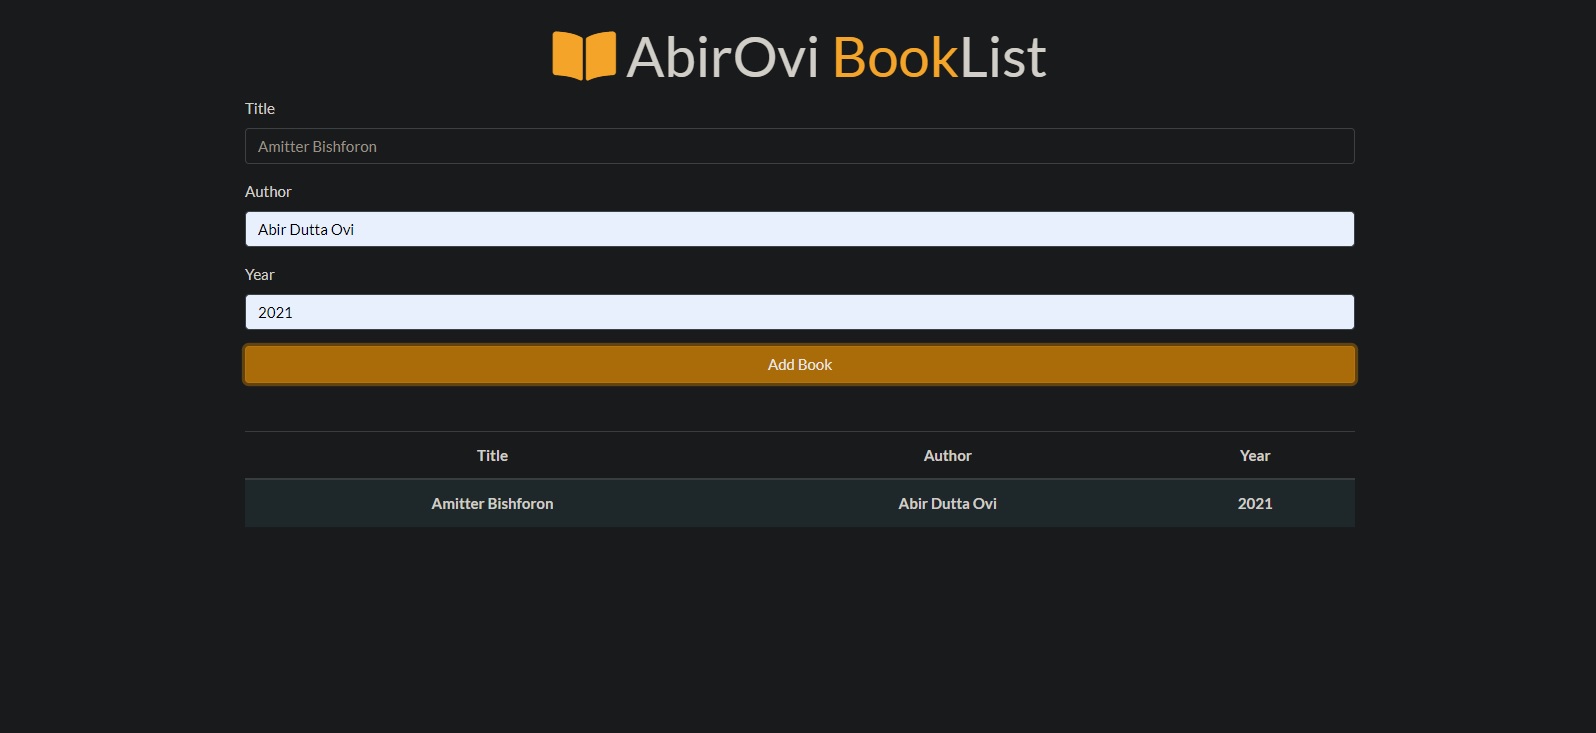 AbirOvi BookList
Title
Amitter Bishforon
Author
Abir Dutta Ovi
Year
2021
Add Book
Title Author Year
Amitter Bishforon Abir Dutta Ovi 2021